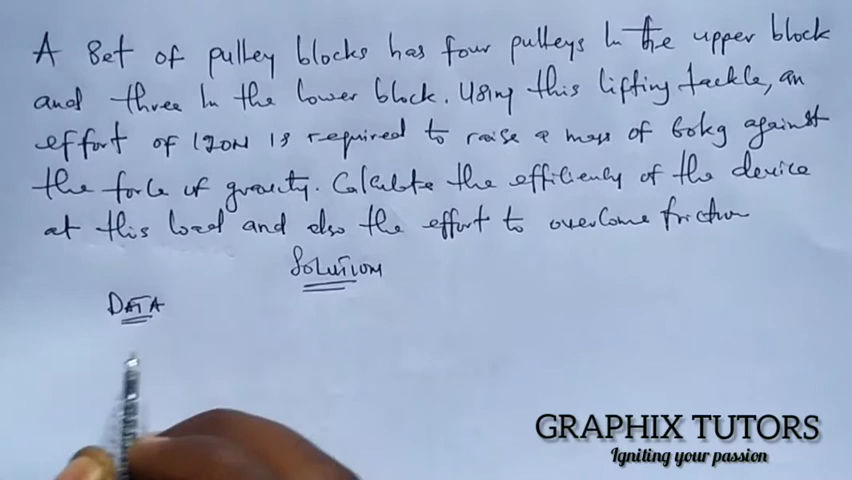 A Set of pulley blocks has four pulleys In the upper block
and three In the lower block. Using this lifting tackle, an
effort of 120N is required to raise a mass of 60kg against
the force of gravity. Calculate the efficiency of the device
at this load and also the effort to overcome friction
SOLUTION
DATA
GRAPHIX TUTORS
Igniting your passion